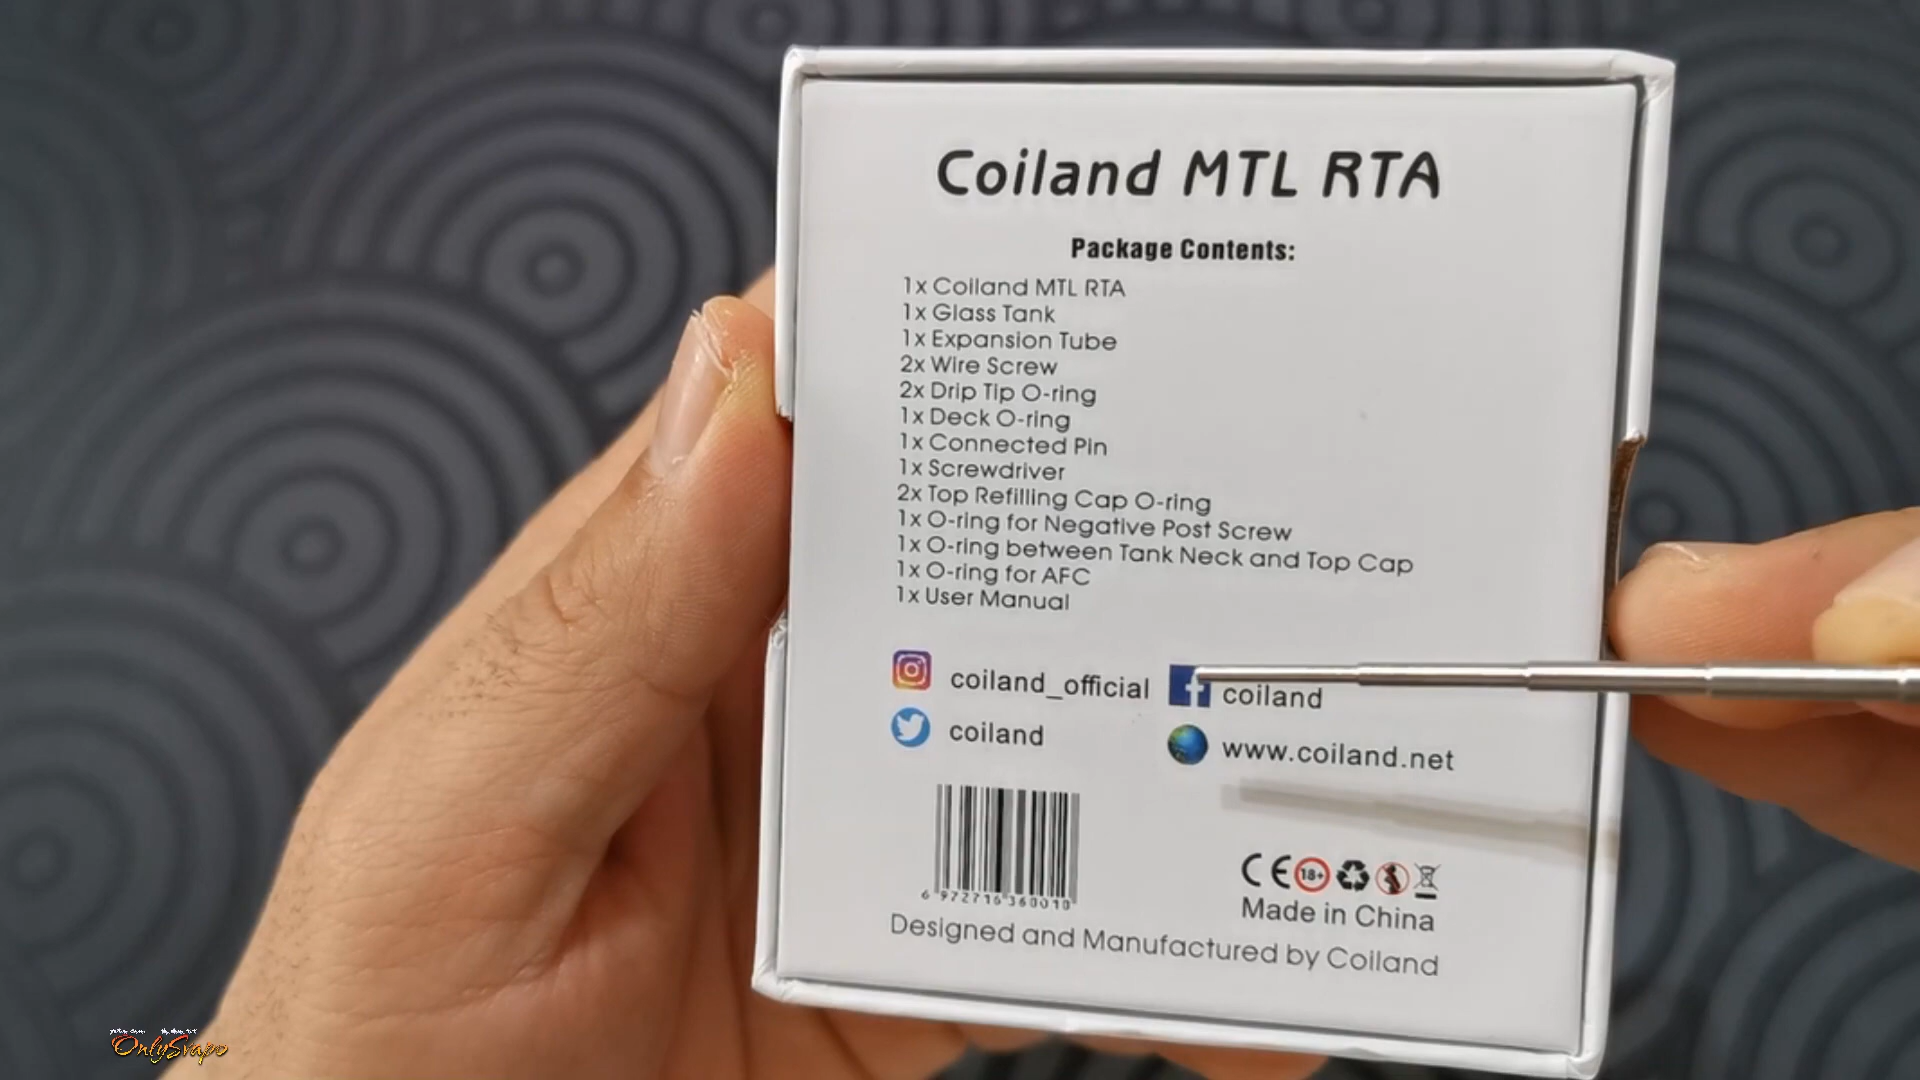 Coiland MTL RTA
Package Contents:
1x Coiland MTL RTA
1x Glass Tank
1x Expansion Tube
2x Wire Screw
2x Drip Tip O-ring
1x Deck O-ring
1x Connected Pin
1x Screwdriver
2x Top Refilling Cap O-ring
1x O-ring for Negative Post Screw
1x O-ring between Tank Neck and Top Cap
1x O-ring for AFC
1x User Manual
coiland_official
coiland
coiland
www.coiland.net
6 972716 360010
CE 18+
Made in China
Designed and Manufactured by Coiland
OnlySvapo